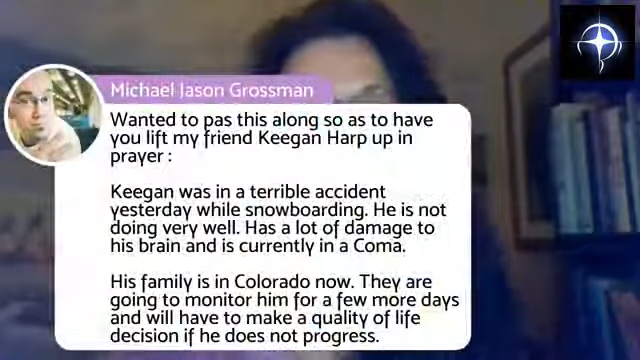 Michael Jason Grossman
Wanted to pas this along so as to have
you lift my friend Keegan Harp up in
prayer :
Keegan was in a terrible accident
yesterday while snowboarding. He is not
doing very well. Has a lot of damage to
his brain and is currently in a Coma.
His family is in Colorado now. They are
going to monitor him for a few more days
and will have to make a quality of life
decision if he does not progress.